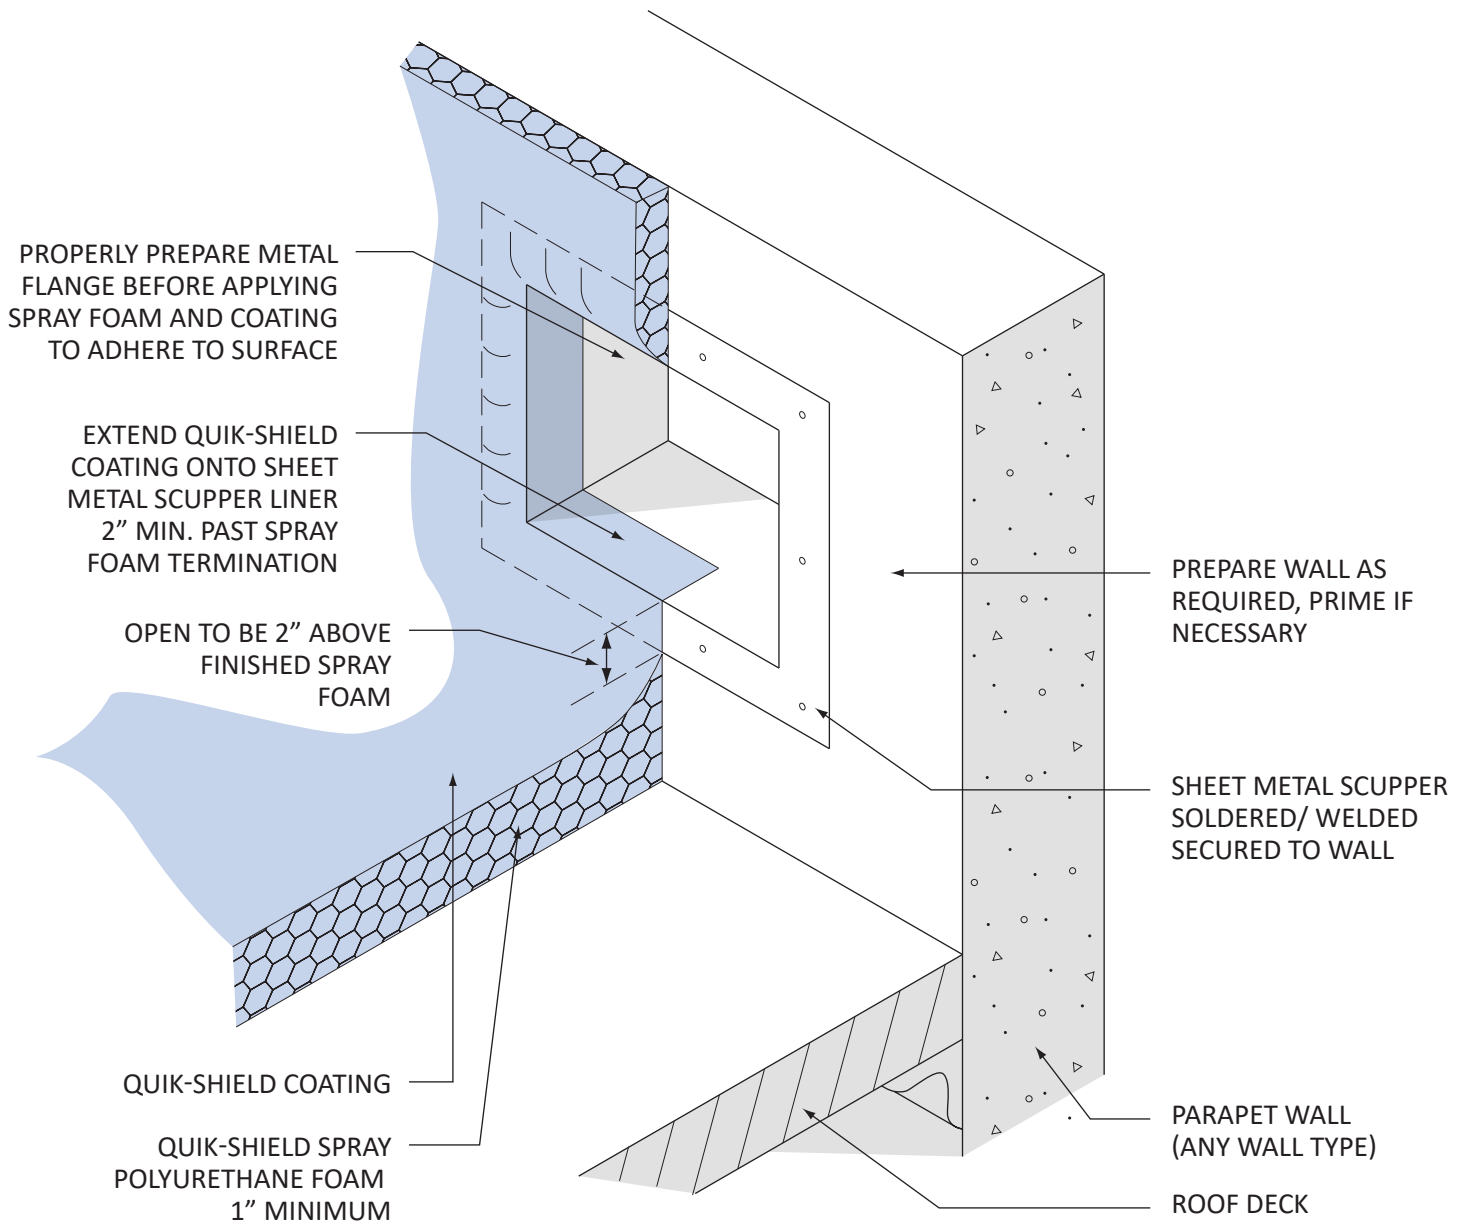 PROPERLY PREPARE METAL
FLANGE BEFORE APPLYING
SPRAY FOAM AND COATING
TO ADHERE TO SURFACE
EXTEND QUIK-SHIELD
COATING ONTO SHEET
METAL SCUPPER LINER
2” MIN. PAST SPRAY
FOAM TERMINATION
OPEN TO BE 2” ABOVE
FINISHED SPRAY
FOAM
QUIK-SHIELD COATING
QUIK-SHIELD SPRAY
POLYURETHANE FOAM
1” MINIMUM
PREPARE WALL AS
REQUIRED, PRIME IF
NECESSARY
SHEET METAL SCUPPER
SOLDERED/ WELDED
SECURED TO WALL
PARAPET WALL
(ANY WALL TYPE)
ROOF DECK